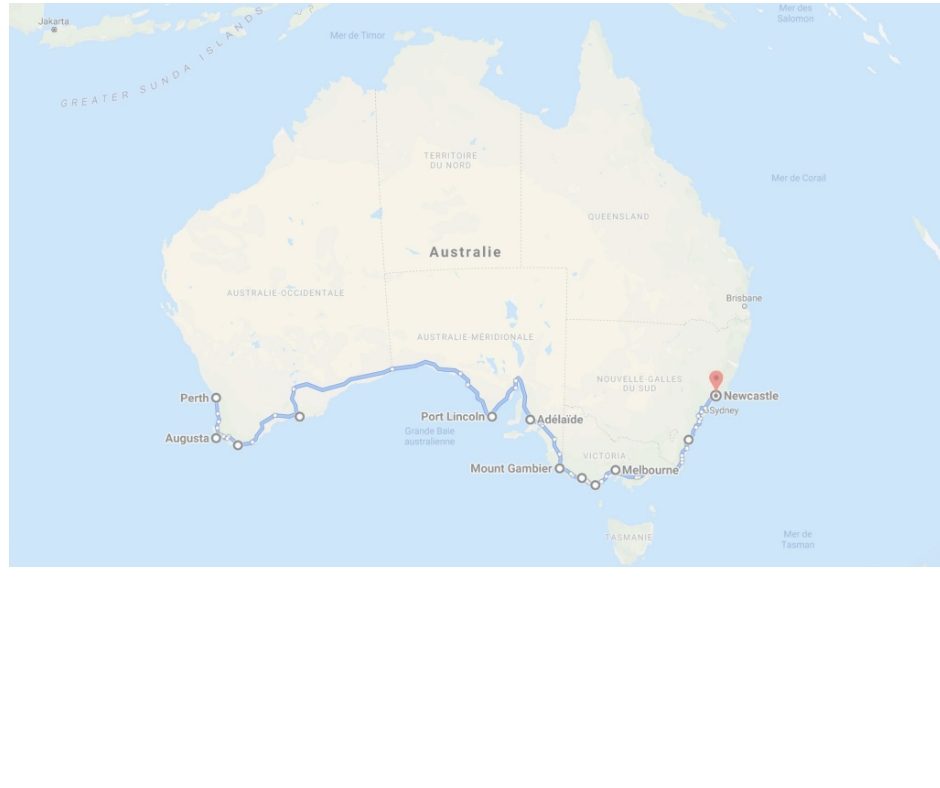 Jakarta
Mer des
Salomon
Mer de Timor
GREATER SUNDA ISLANDS
TERRITOIRE
DU NORD
Mer de Corail
QUEENSLAND
Australie
AUSTRALIE-OCCIDENTALE
Brisbane
AUSTRALIE-MÉRIDIONALE
NOUVELLE-GALLES
DU SUD
Perth
Newcastle
Sydney
Port Lincoln
Adélaïde
Grande Baie
australienne
Augusta
VICTORIA
Mount Gambier
Melbourne
TASMANIE
Mer de
Tasman